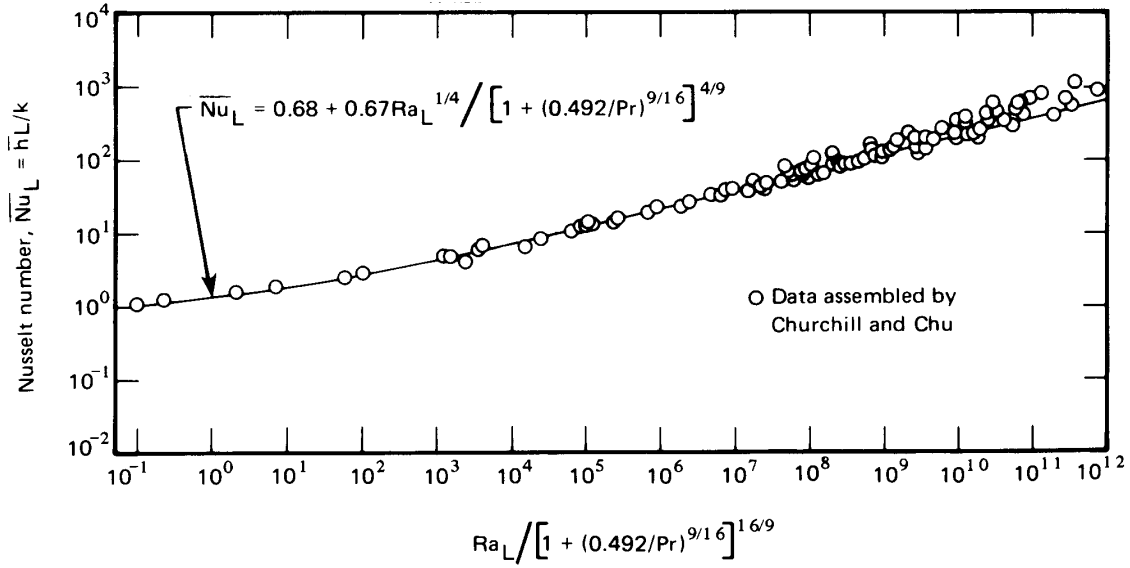 10^4
10^3
10^2
10^1
10^0
10^-1
10^-2
Nusselt number, N̅u̅_L = h̅L/k
N̅u̅_L = 0.68 + 0.67Ra_L^1/4 / [1 + (0.492/Pr)^9/16]^4/9
Data assembled by
Churchill and Chu
10^-1 10^0 10^1 10^2 10^3 10^4 10^5 10^6 10^7 10^8 10^9 10^10 10^11 10^12
Ra_L/[1 + (0.492/Pr)^9/16]^16/9